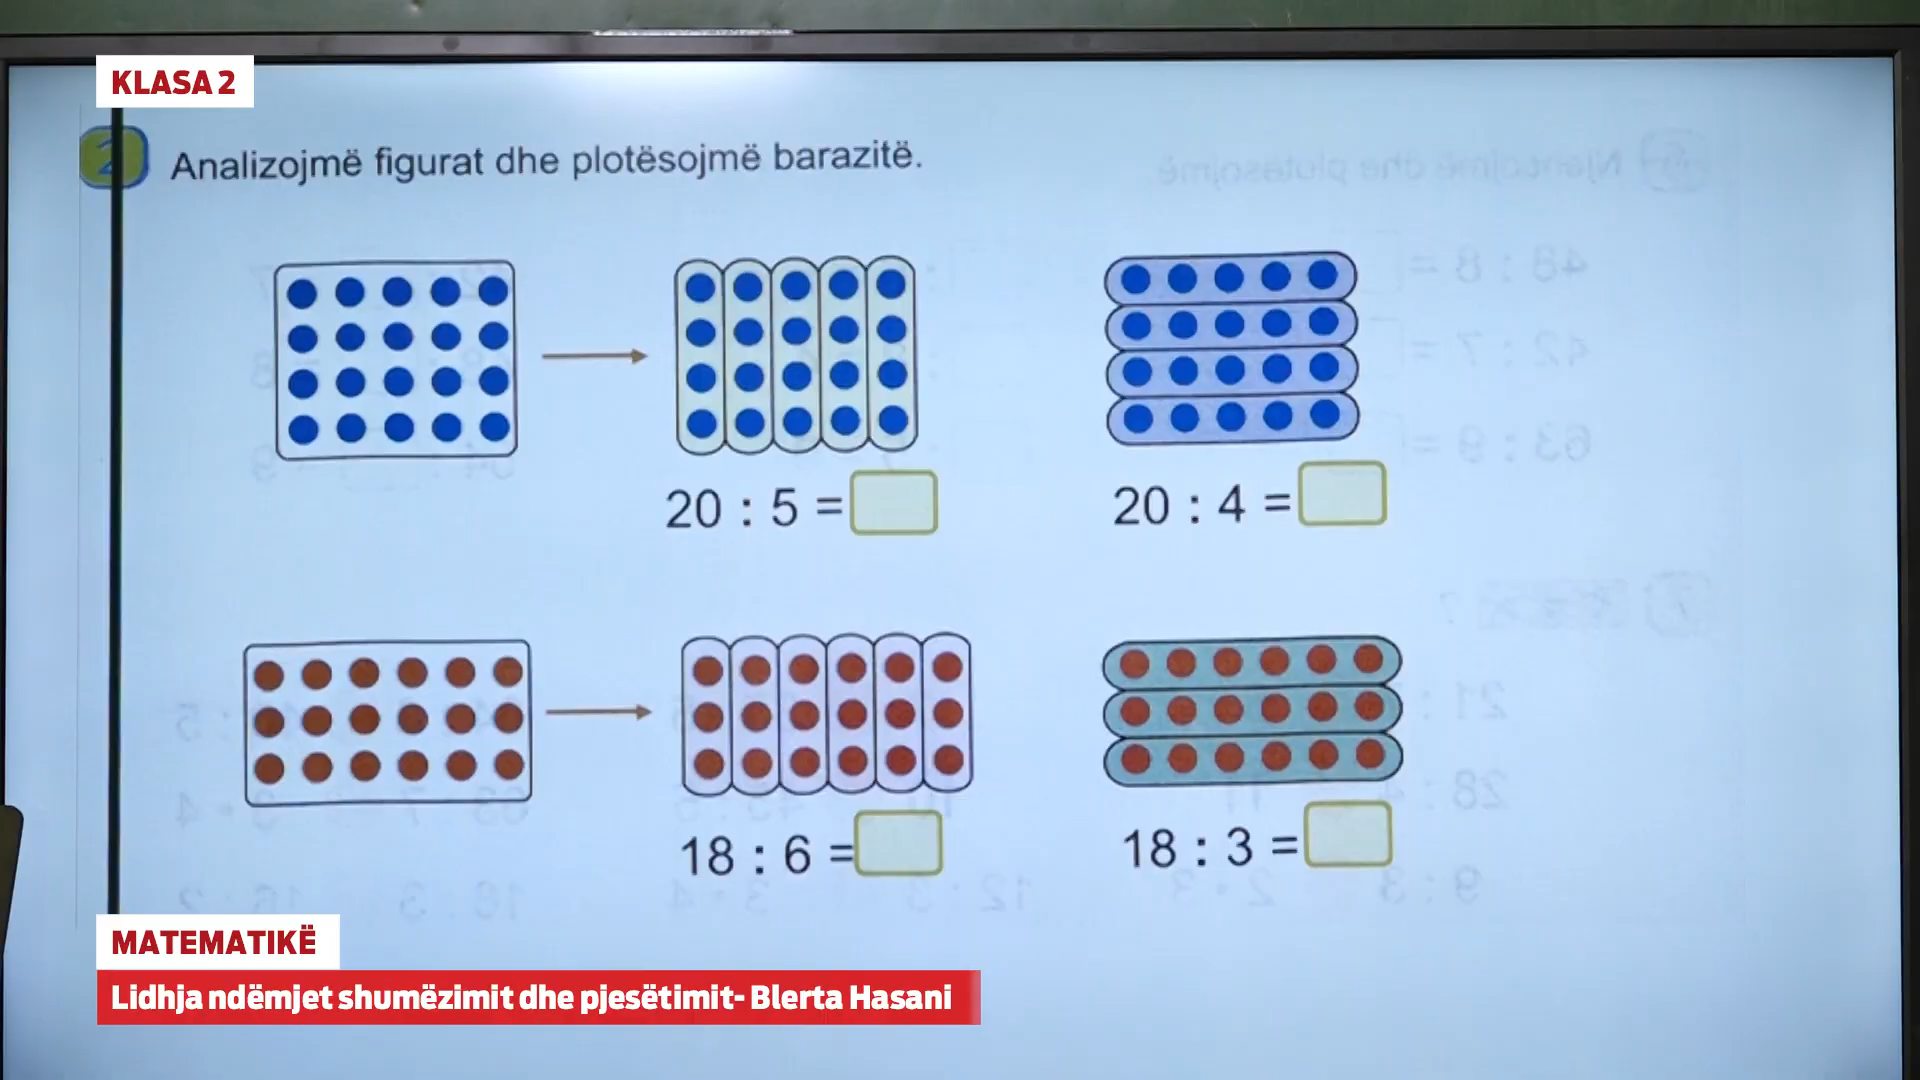 KLASA 2
2 Analizojmë figurat dhe plotësojmë barazitë.
20 : 5 =
20 : 4 =
18 : 6 =
18 : 3 =
MATEMATIKË
Lidhja ndëmjet shumëzimit dhe pjesëtimit- Blerta Hasani